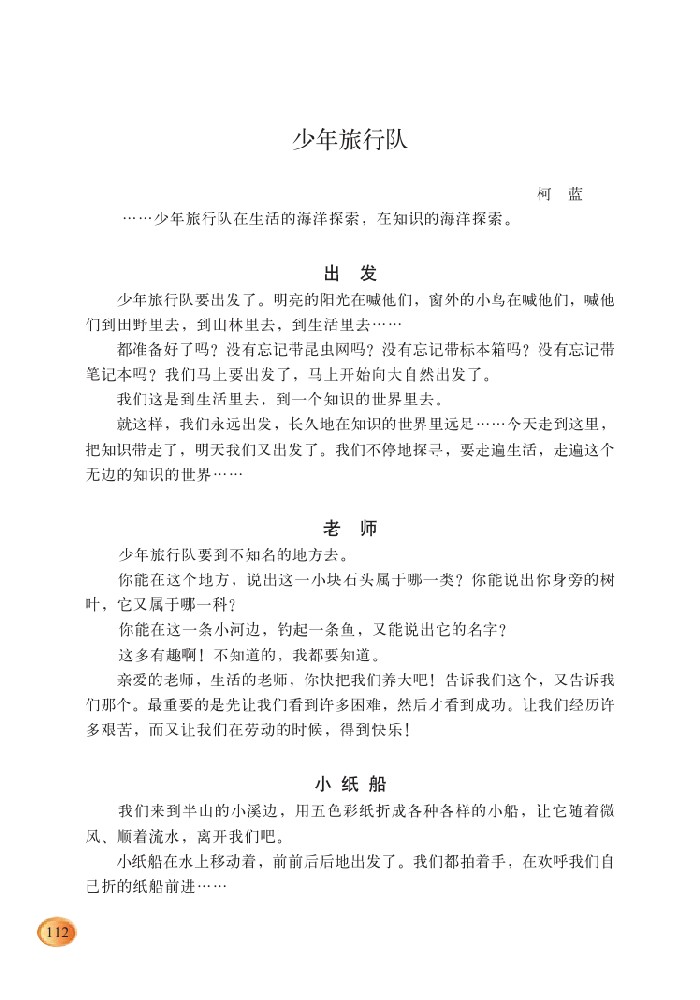 少年旅行队
柯　蓝
……少年旅行队在生活的海洋探索，在知识的海洋探索。
出　发
少年旅行队要出发了。明亮的阳光在喊他们，窗外的小鸟在喊他们，喊他
们到田野里去，到山林里去，到生活里去……
都准备好了吗？没有忘记带昆虫网吗？没有忘记带标本箱吗？没有忘记带
笔记本吗？我们马上要出发了，马上开始向大自然出发了。
我们这是到生活里去，到一个知识的世界里去。
就这样，我们永远出发，长久地在知识的世界里远足……今天走到这里，
把知识带走了，明天我们又出发了。我们不停地探寻，要走遍生活，走遍这个
无边的知识的世界……
老　师
少年旅行队要到不知名的地方去。
你能在这个地方，说出这一小块石头属于哪一类？你能说出你身旁的树
叶，它又属于哪一科？
你能在这一条小河边，钓起一条鱼，又能说出它的名字？
这多有趣啊！不知道的，我都要知道。
亲爱的老师，生活的老师，你快把我们养大吧！告诉我们这个，又告诉我
们那个。最重要的是先让我们看到许多困难，然后才看到成功。让我们经历许
多艰苦，而又让我们在劳动的时候，得到快乐！
小 纸 船
我们来到半山的小溪边，用五色彩纸折成各种各样的小船，让它随着微
风、顺着流水，离开我们吧。
小纸船在水上移动着，前前后后地出发了。我们都拍着手，在欢呼我们自
己折的纸船前进……
112